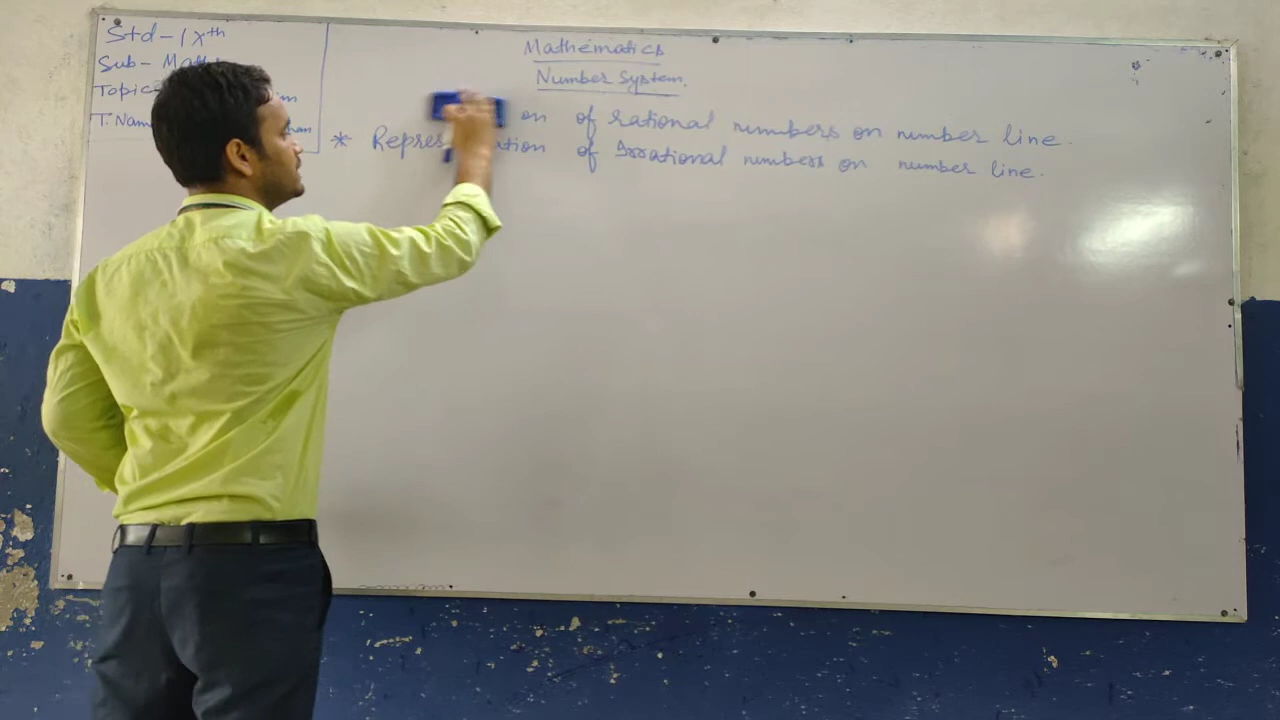 Std-IXth
Sub- Math
Topic
T. Nam
Mathematics
Number System.
on of rational numbers on number line.
* Repres ation of Irrational numbers on number line.